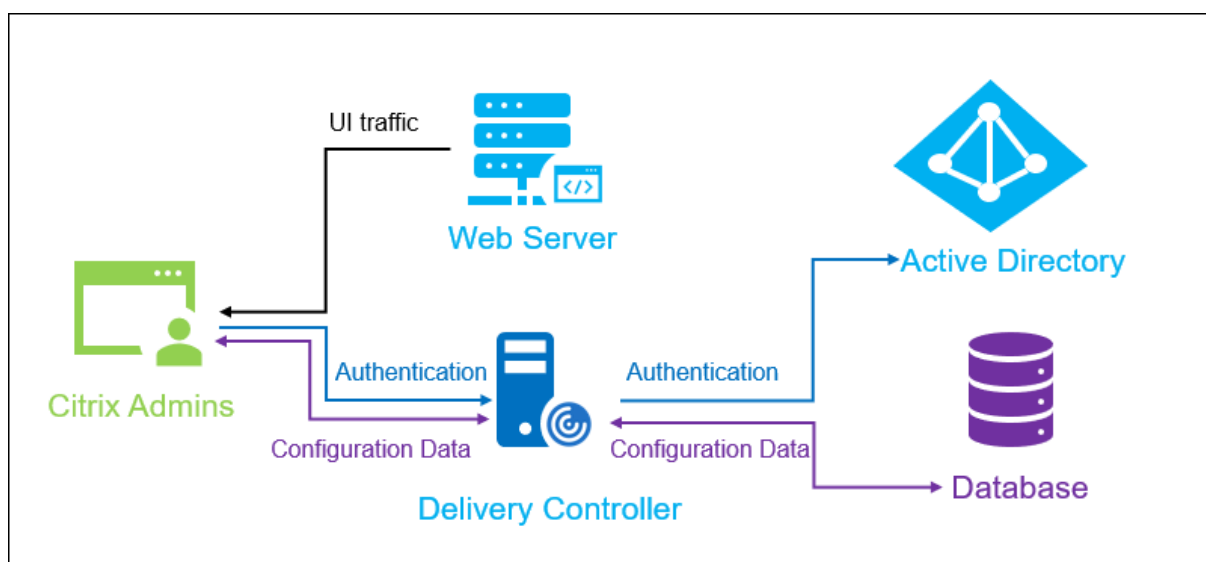 UI traffic
</>
Web Server
Active Directory
Authentication
Authentication
Citrix Admins
Configuration Data
Configuration Data
Database
Delivery Controller